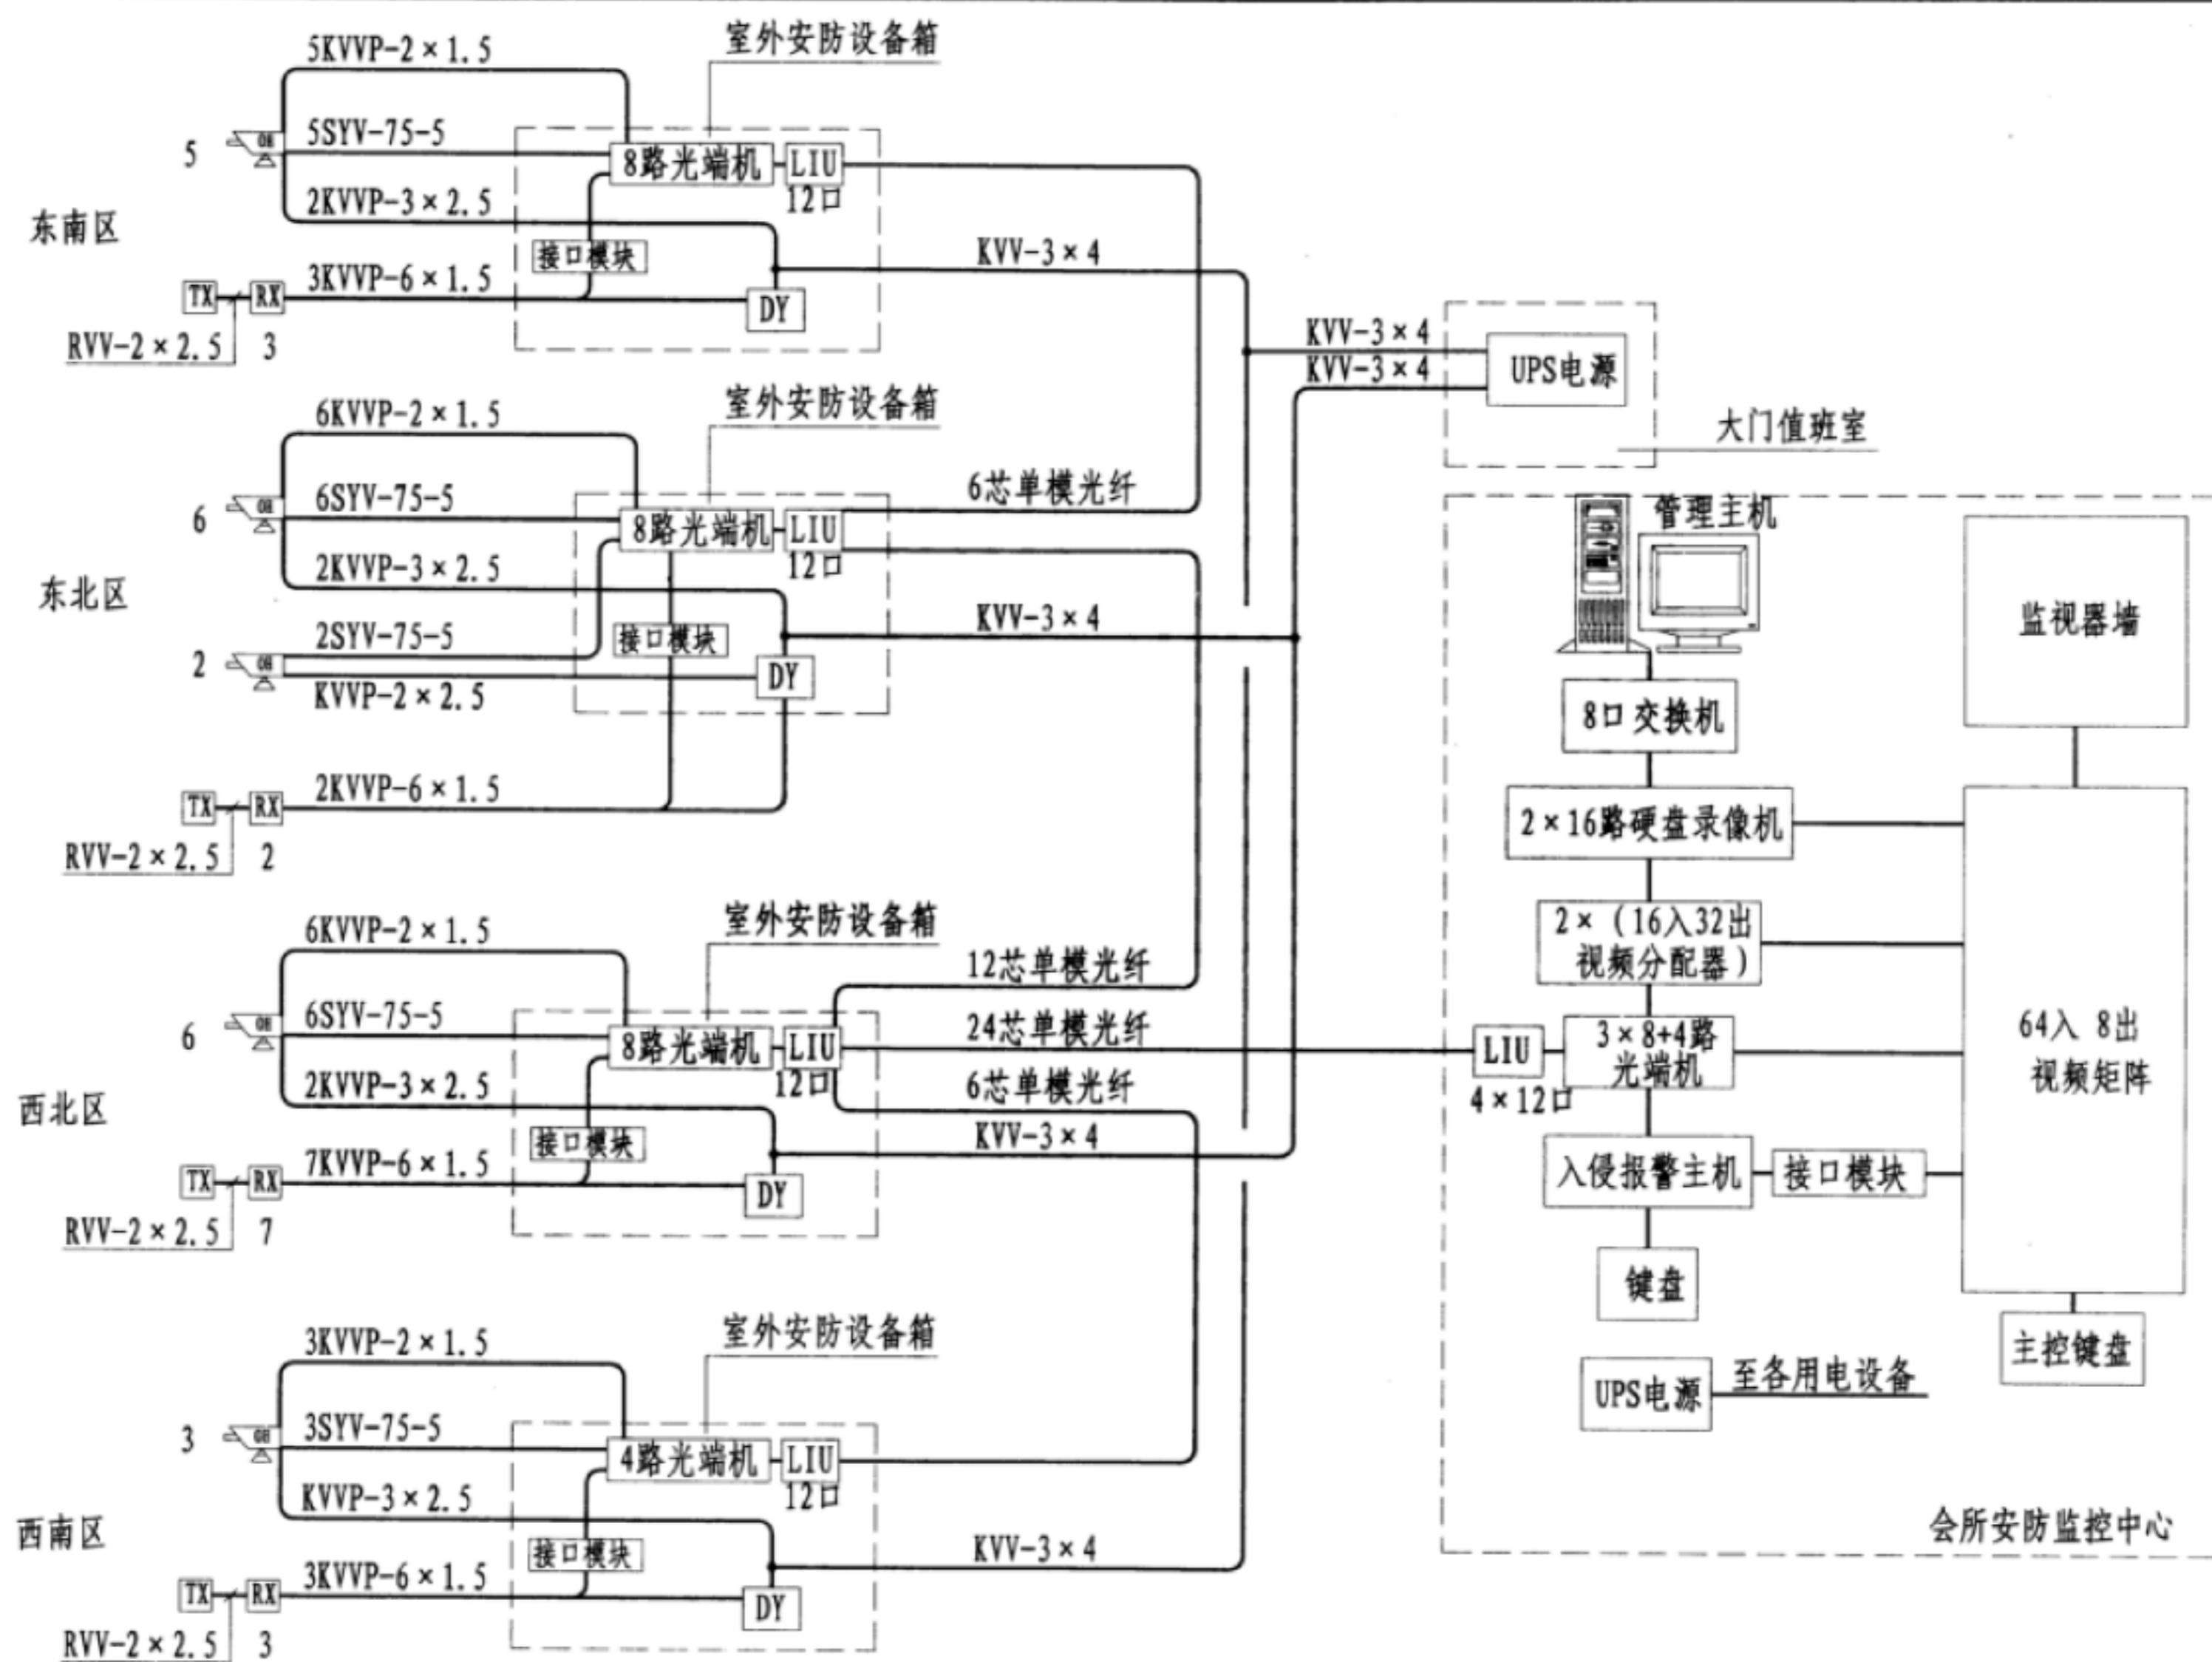 5KVVP-2×1.5
室外安防设备箱
5
OH
5SYV-75-5
8路光端机
LIU
12口
2KVVP-3×2.5
东南区
接口模块
KVV-3×4
TX
RX
3KVVP-6×1.5
DY
RVV-2×2.5
3
KVV-3×4
KVV-3×4
UPS电源
大门值班室
6KVVP-2×1.5
室外安防设备箱
6
OH
6SYV-75-5
8路光端机
LIU
12口
6芯单模光纤
2KVVP-3×2.5
东北区
2SYV-75-5
接口模块
KVV-3×4
2
OH
DY
KVVP-2×2.5
TX
RX
2KVVP-6×1.5
RVV-2×2.5
2
6KVVP-2×1.5
室外安防设备箱
12芯单模光纤
6
OH
6SYV-75-5
8路光端机
LIU
12口
24芯单模光纤
2KVVP-3×2.5
6芯单模光纤
西北区
接口模块
KVV-3×4
TX
RX
7KVVP-6×1.5
DY
RVV-2×2.5
7
3KVVP-2×1.5
室外安防设备箱
3
OH
3SYV-75-5
4路光端机
LIU
12口
KVVP-3×2.5
西南区
接口模块
KVV-3×4
TX
RX
3KVVP-6×1.5
DY
RVV-2×2.5
3
管理主机
监视器墙
8口交换机
2×16路硬盘录像机
2×(16入32出
视频分配器)
LIU
4×12口
3×8+4路
光端机
64入 8出
视频矩阵
入侵报警主机
接口模块
键盘
主控键盘
UPS电源
至各用电设备
会所安防监控中心